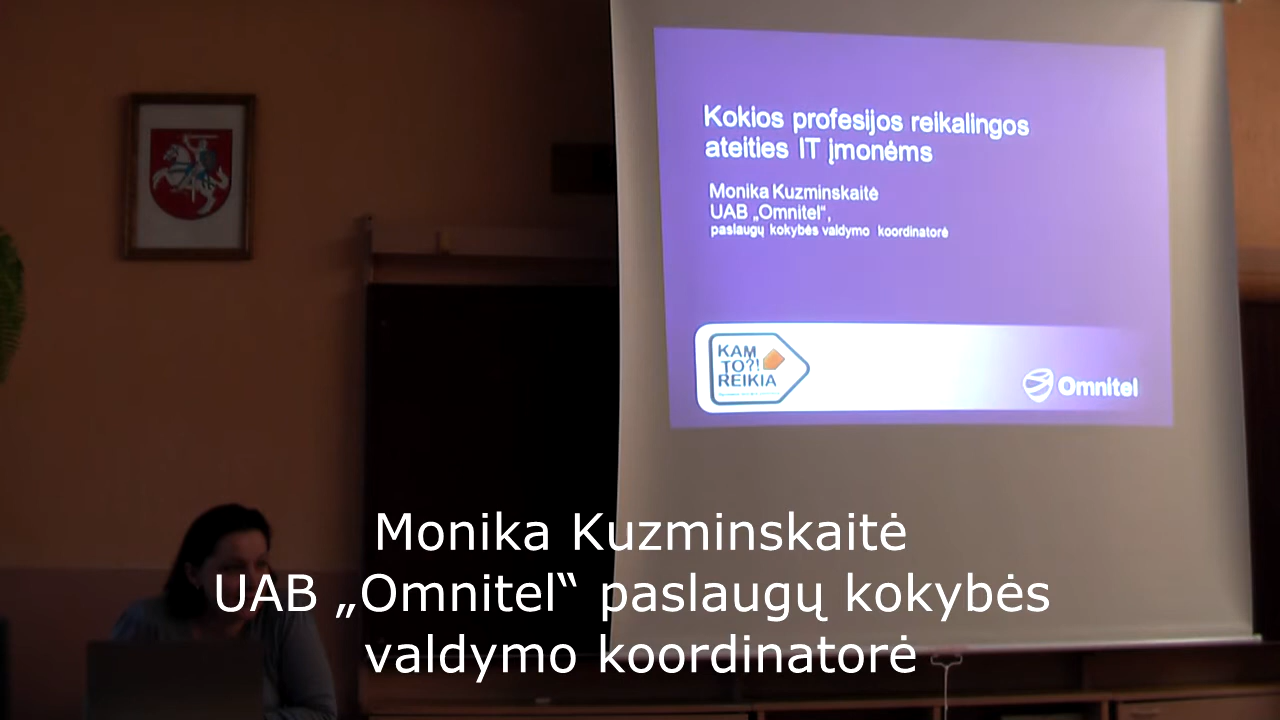 Kokios profesijos reikalingos
ateities IT įmonėms
Monika Kuzminskaitė
UAB „Omnitel“,
paslaugų kokybės valdymo koordinatorė
KAM
TO?!
REIKIA
Omnitel
Monika Kuzminskaitė
UAB „Omnitel“ paslaugų kokybės
valdymo koordinatorė